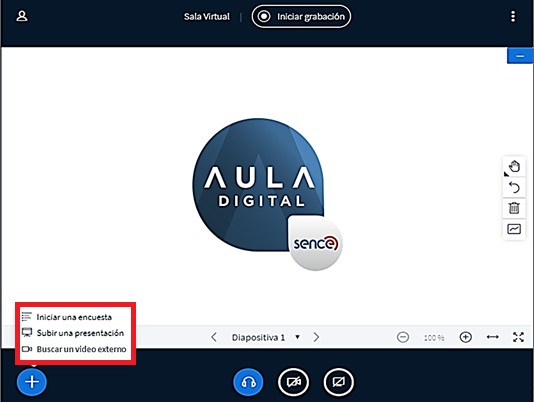 Sala Virtual
Iniciar grabación
AULA
DIGITAL
sence
Iniciar una encuesta
Subir una presentación
Buscar un video externo
Diapositiva 1
100 %